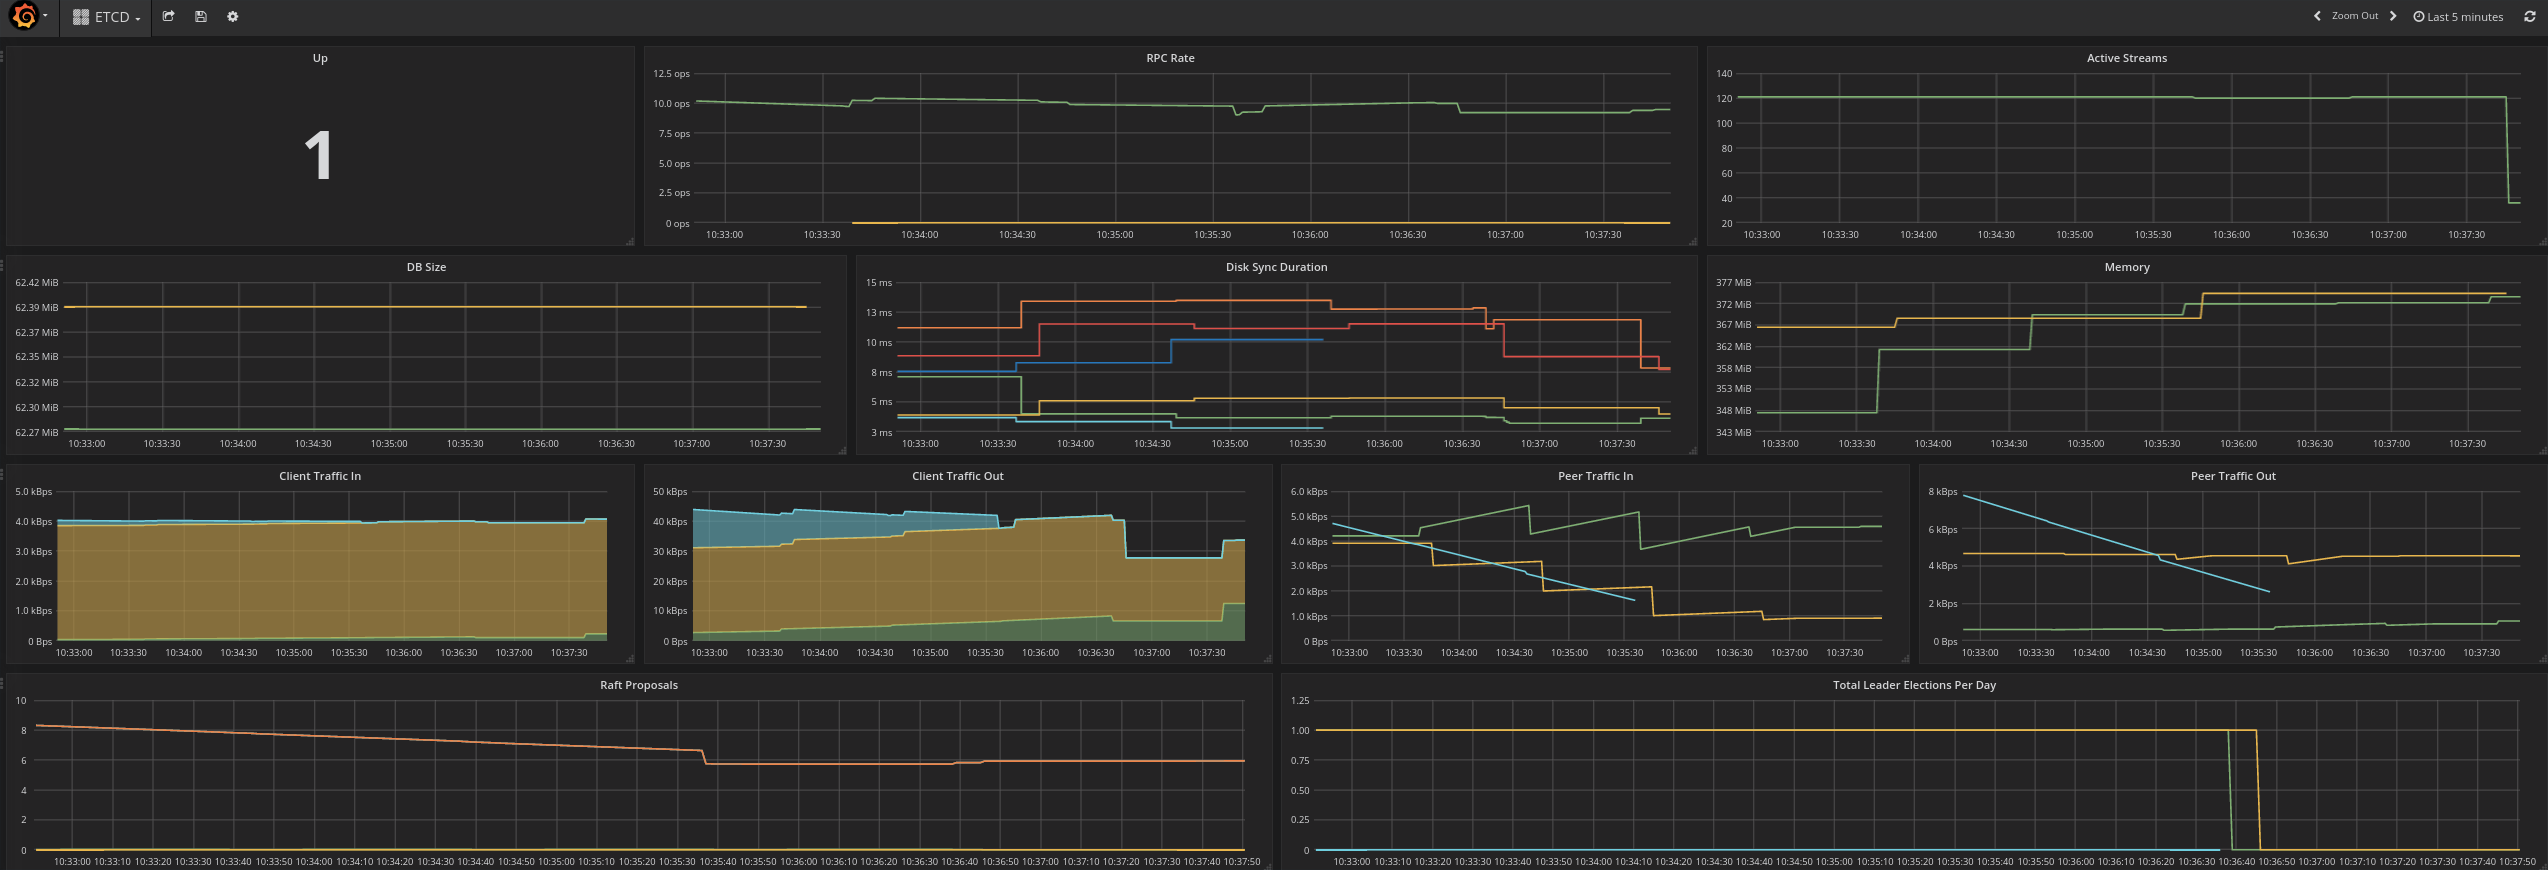 ETCD
Zoom Out
Last 5 minutes
Up
1
RPC Rate
12.5 ops
10.0 ops
7.5 ops
5.0 ops
2.5 ops
0 ops
10:33:00 10:33:30 10:34:00 10:34:30 10:35:00 10:35:30 10:36:00 10:36:30 10:37:00 10:37:30
Active Streams
140
120
100
80
60
40
20
10:33:00 10:33:30 10:34:00 10:34:30 10:35:00 10:35:30 10:36:00 10:36:30 10:37:00 10:37:30
DB Size
62.42 MiB
62.39 MiB
62.37 MiB
62.35 MiB
62.32 MiB
62.30 MiB
62.27 MiB
10:33:00 10:33:30 10:34:00 10:34:30 10:35:00 10:35:30 10:36:00 10:36:30 10:37:00 10:37:30
Disk Sync Duration
15 ms
13 ms
10 ms
8 ms
5 ms
3 ms
10:33:00 10:33:30 10:34:00 10:34:30 10:35:00 10:35:30 10:36:00 10:36:30 10:37:00 10:37:30
Memory
377 MiB
372 MiB
367 MiB
362 MiB
358 MiB
353 MiB
348 MiB
343 MiB
10:33:00 10:33:30 10:34:00 10:34:30 10:35:00 10:35:30 10:36:00 10:36:30 10:37:00 10:37:30
Client Traffic In
5.0 kBps
4.0 kBps
3.0 kBps
2.0 kBps
1.0 kBps
0 Bps
10:33:00 10:33:30 10:34:00 10:34:30 10:35:00 10:35:30 10:36:00 10:36:30 10:37:00 10:37:30
Client Traffic Out
50 kBps
40 kBps
30 kBps
20 kBps
10 kBps
0 Bps
10:33:00 10:33:30 10:34:00 10:34:30 10:35:00 10:35:30 10:36:00 10:36:30 10:37:00 10:37:30
Peer Traffic In
6.0 kBps
5.0 kBps
4.0 kBps
3.0 kBps
2.0 kBps
1.0 kBps
0 Bps
10:33:00 10:33:30 10:34:00 10:34:30 10:35:00 10:35:30 10:36:00 10:36:30 10:37:00 10:37:30
Peer Traffic Out
8 kBps
6 kBps
4 kBps
2 kBps
0 Bps
10:33:00 10:33:30 10:34:00 10:34:30 10:35:00 10:35:30 10:36:00 10:36:30 10:37:00 10:37:30
Raft Proposals
10
8
6
4
2
0
10:33:00 10:33:10 10:33:20 10:33:30 10:33:40 10:33:50 10:34:00 10:34:10 10:34:20 10:34:30 10:34:40 10:34:50 10:35:00 10:35:10 10:35:20 10:35:30 10:35:40 10:35:50 10:36:00 10:36:10 10:36:20 10:36:30 10:36:40 10:36:50 10:37:00 10:37:10 10:37:20 10:37:30 10:37:40 10:37:50
Total Leader Elections Per Day
1.25
1.00
0.75
0.50
0.25
0
10:33:00 10:33:10 10:33:20 10:33:30 10:33:40 10:33:50 10:34:00 10:34:10 10:34:20 10:34:30 10:34:40 10:34:50 10:35:00 10:35:10 10:35:20 10:35:30 10:35:40 10:35:50 10:36:00 10:36:10 10:36:20 10:36:30 10:36:40 10:36:50 10:37:00 10:37:10 10:37:20 10:37:30 10:37:40 10:37:50